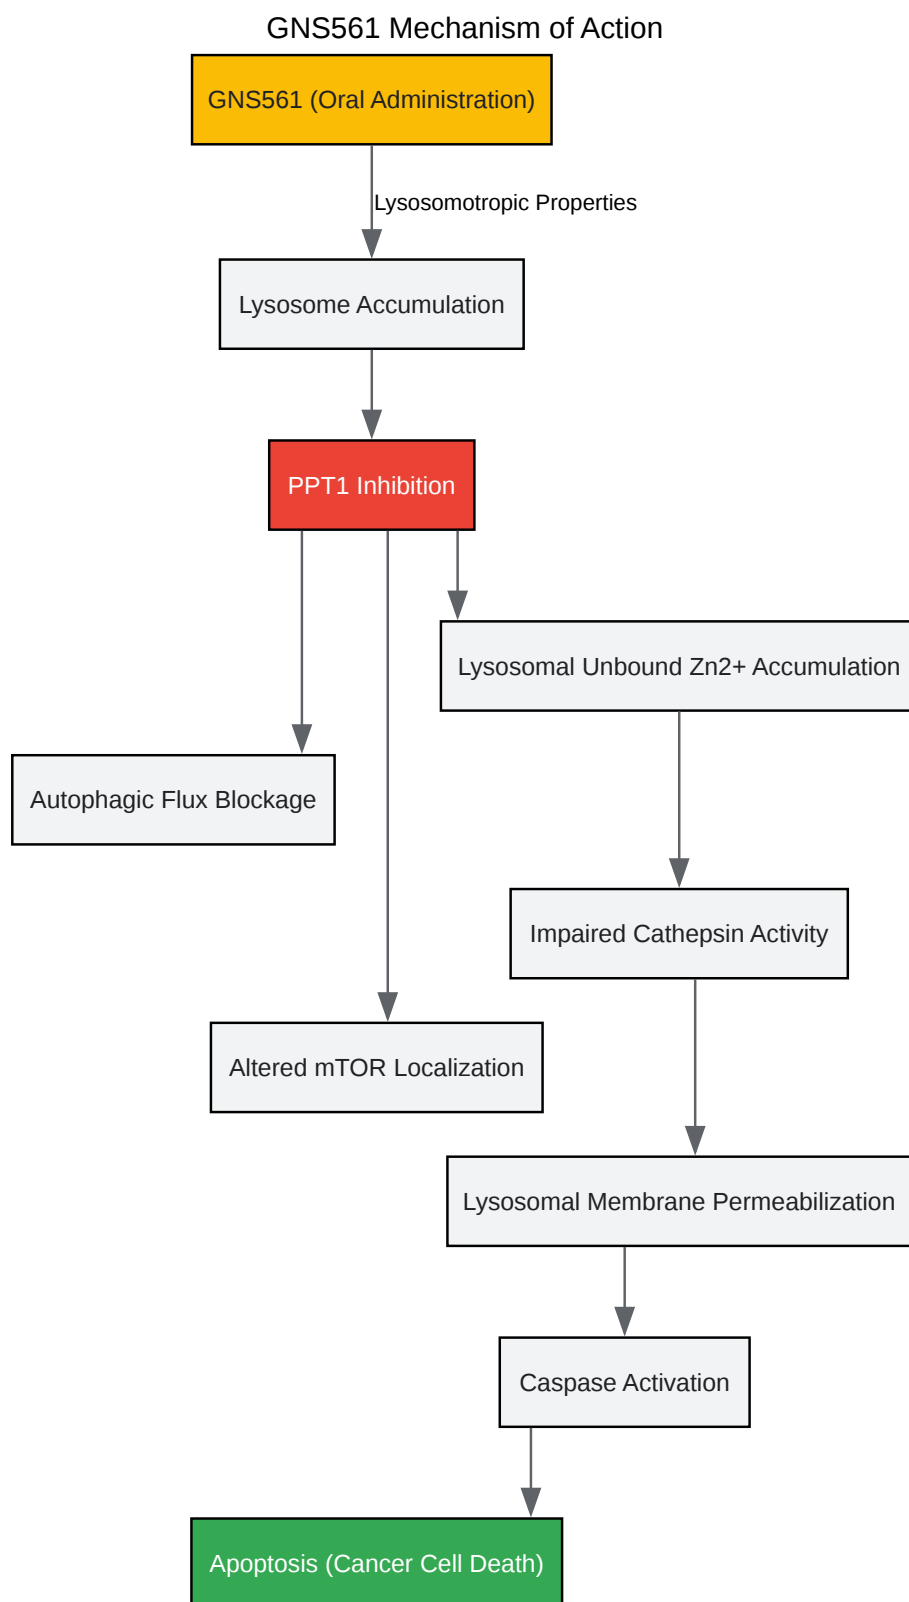 GNS561 Mechanism of Action
GNS561 (Oral Administration)
Lysosomotropic Properties
Lysosome Accumulation
PPT1 Inhibition
Lysosomal Unbound Zn2+ Accumulation
Autophagic Flux Blockage
Impaired Cathepsin Activity
Altered mTOR Localization
Lysosomal Membrane Permeabilization
Caspase Activation
Apoptosis (Cancer Cell Death)